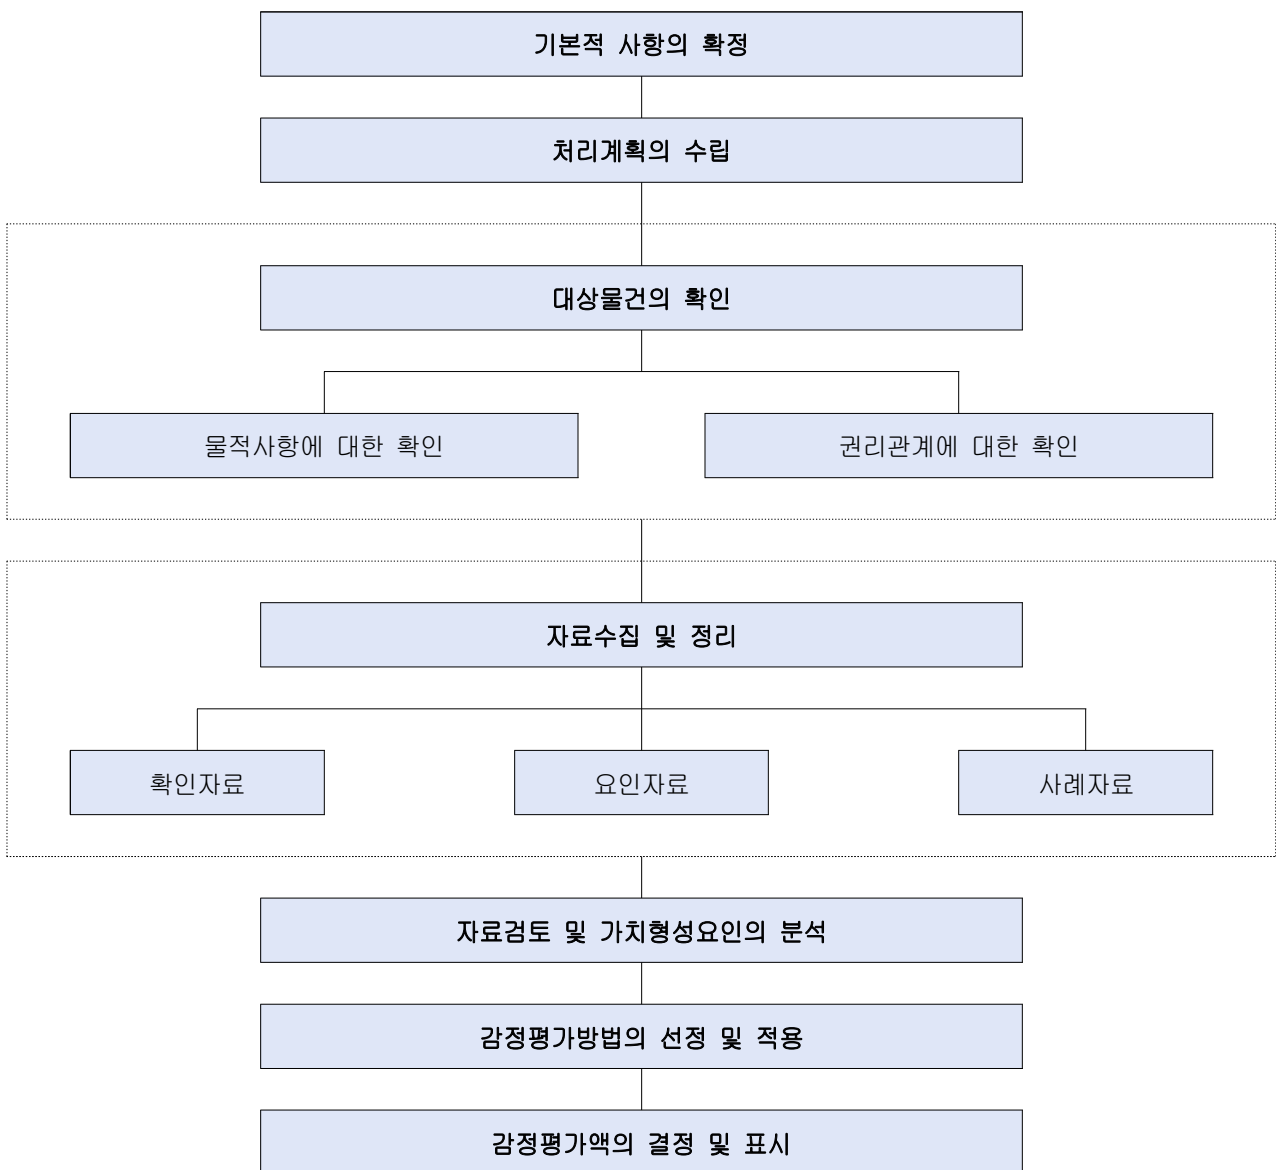 기본적 사항의 확정
처리계획의 수립
대상물건의 확인
물적사항에 대한 확인
권리관계에 대한 확인
자료수집 및 정리
확인자료
요인자료
사례자료
자료검토 및 가치형성요인의 분석
감정평가방법의 선정 및 적용
감정평가액의 결정 및 표시